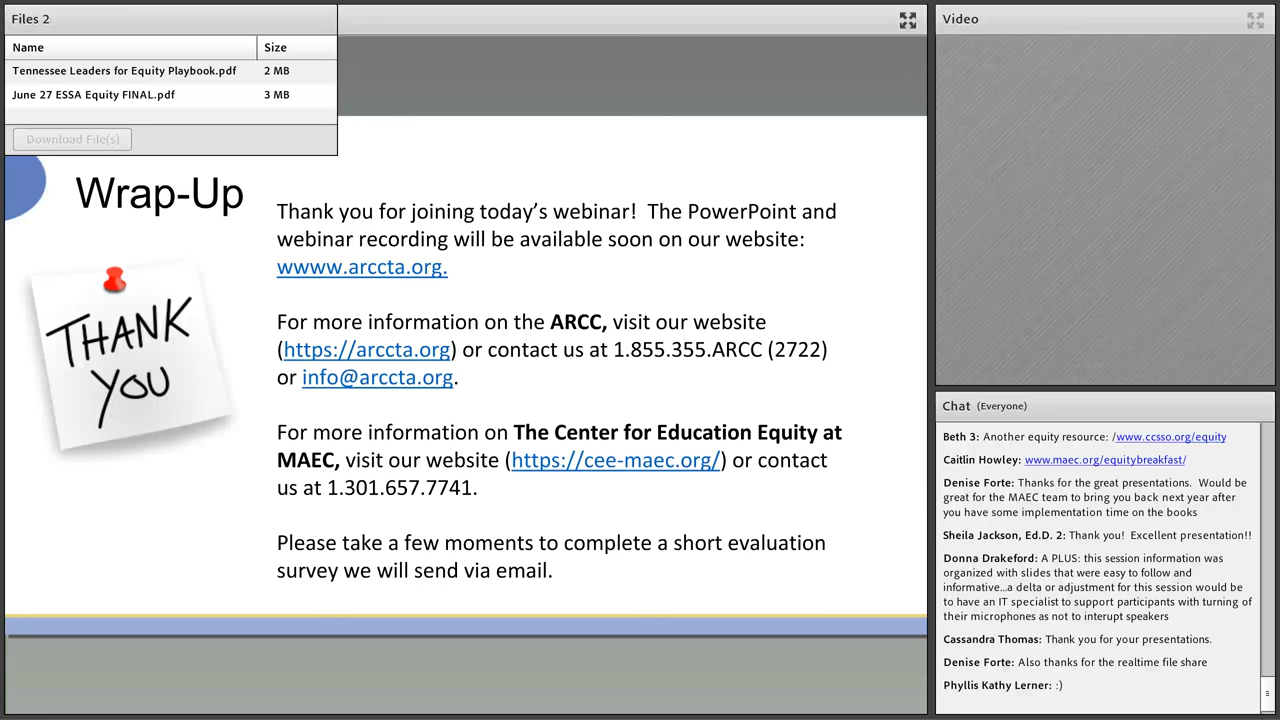 Files 2
Name Size
Tennessee Leaders for Equity Playbook.pdf 2 MB
June 27 ESSA Equity FINAL.pdf 3 MB
Download File(s)
Wrap-Up
THANK
YOU
Thank you for joining today's webinar! The PowerPoint and
webinar recording will be available soon on our website:
wwww.arccta.org.
For more information on the ARCC, visit our website
(https://arccta.org) or contact us at 1.855.355.ARCC (2722)
or info@arccta.org.
For more information on The Center for Education Equity at
MAEC, visit our website (https://cee-maec.org/) or contact
us at 1.301.657.7741.
Please take a few moments to complete a short evaluation
survey we will send via email.
Video
Chat (Everyone)
Beth 3: Another equity resource: /www.ccsso.org/equity
Caitlin Howley: www.maec.org/equitybreakfast/
Denise Forte: Thanks for the great presentations. Would be
great for the MAEC team to bring you back next year after
you have some implementation time on the books
Sheila Jackson, Ed.D. 2: Thank you! Excellent presentation!!
Donna Drakeford: A PLUS: this session information was
organized with slides that were easy to follow and
informative...a delta or adjustment for this session would be
to have an IT specialist to support participants with turning of
their microphones as not to interupt speakers
Cassandra Thomas: Thank you for your presentations.
Denise Forte: Also thanks for the realtime file share
Phyllis Kathy Lerner: :)